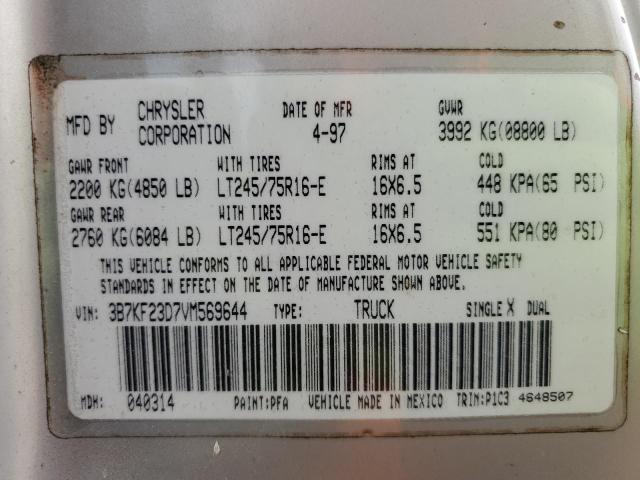 MFD BY CHRYSLER CORPORATION DATE OF MFR 4-97 GVWR 3992 KG(08800 LB)
GAWR FRONT WITH TIRES RIMS AT COLD
2200 KG(4850 LB) LT245/75R16-E 16X6.5 448 KPA(65 PSI)
GAWR REAR WITH TIRES RIMS AT COLD
2760 KG(6084 LB) LT245/75R16-E 16X6.5 551 KPA(80 PSI)
THIS VEHICLE CONFORMS TO ALL APPLICABLE FEDERAL MOTOR VEHICLE SAFETY
STANDARDS IN EFFECT ON THE DATE OF MANUFACTURE SHOWN ABOVE.
VIN: 3B7KF23D7VM569644 TYPE: TRUCK SINGLE X DUAL
MDH: 040314 PAINT:PFA VEHICLE MADE IN MEXICO TRIM:P1C3 4648507